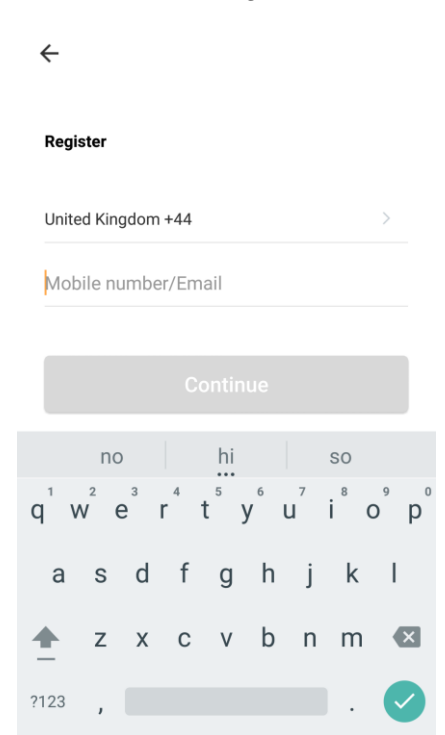 Register
United Kingdom +44
Mobile number/Email
Continue
no hi so
1 2 3 4 5 6 7 8 9 0
q w e r t y u i o p
a s d f g h j k l
z x c v b n m
?123 , .